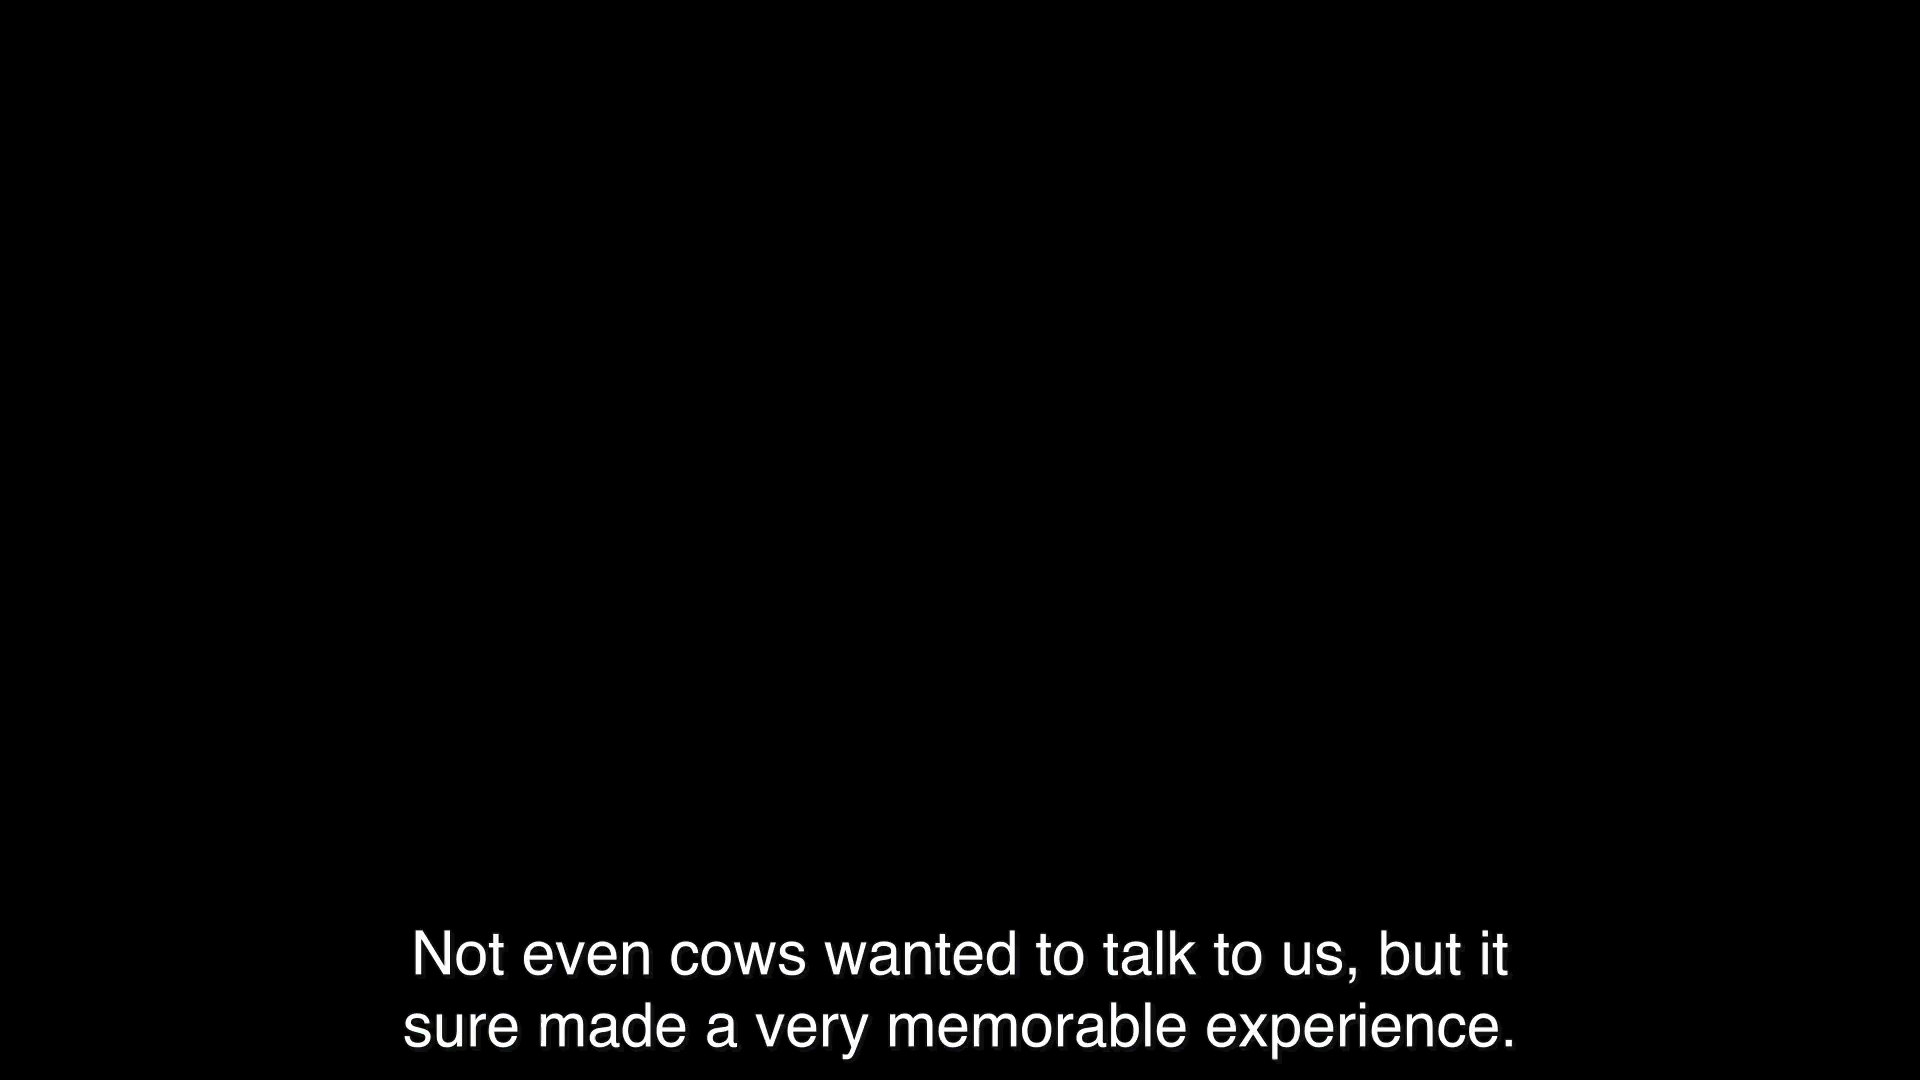 Not even cows wanted to talk to us, but it
sure made a very memorable experience.